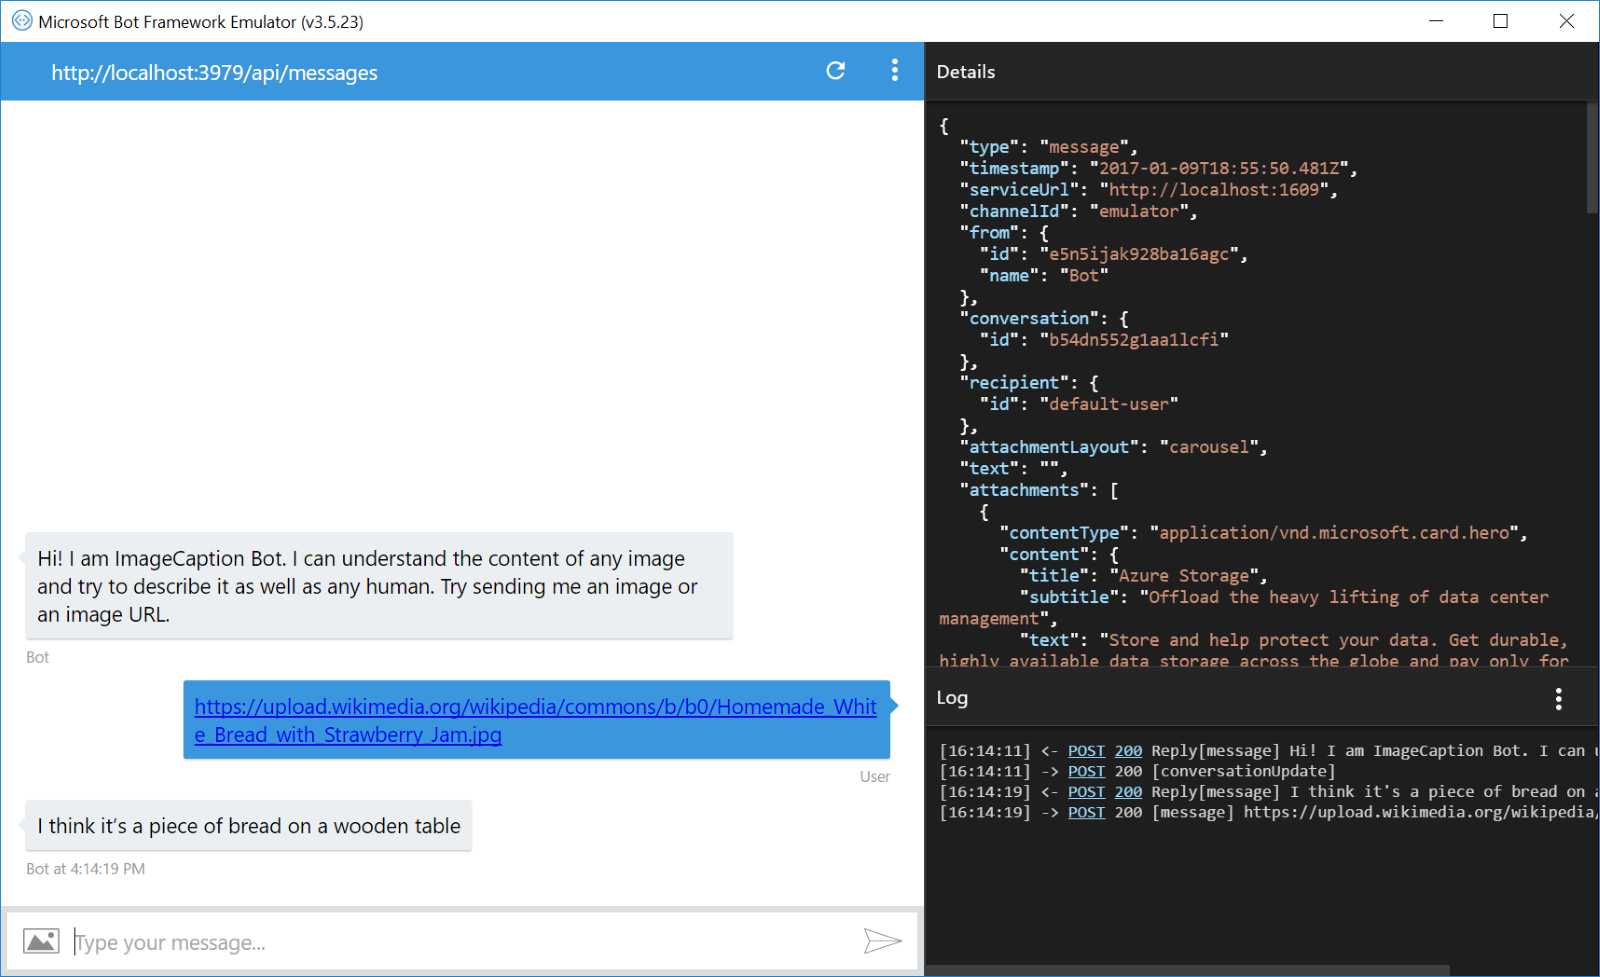 Microsoft Bot Framework Emulator (v3.5.23)
http://localhost:3979/api/messages
Hi! I am ImageCaption Bot. I can understand the content of any image
and try to describe it as well as any human. Try sending me an image or
an image URL.
Bot
https://upload.wikimedia.org/wikipedia/commons/b/b0/Homemade_Whit
e_Bread_with_Strawberry_Jam.jpg
User
I think it's a piece of bread on a wooden table
Bot at 4:14:19 PM
Type your message...
Details
{
"type": "message",
"timestamp": "2017-01-09T18:55:50.481Z",
"serviceUrl": "http://localhost:1609",
"channelId": "emulator",
"from": {
"id": "e5n5ijak928ba16agc",
"name": "Bot"
},
"conversation": {
"id": "b54dn552g1aa1lcfi"
},
"recipient": {
"id": "default-user"
},
"attachmentLayout": "carousel",
"text": "",
"attachments": [
{
"contentType": "application/vnd.microsoft.card.hero",
"content": {
"title": "Azure Storage",
"subtitle": "Offload the heavy lifting of data center
management",
"text": "Store and help protect your data. Get durable,
highly available data storage across the globe and pay only for
Log
[16:14:11] <- POST 200 Reply[message] Hi! I am ImageCaption Bot. I can
[16:14:11] -> POST 200 [conversationUpdate]
[16:14:19] <- POST 200 Reply[message] I think it's a piece of bread on
[16:14:19] -> POST 200 [message] https://upload.wikimedia.org/wikipedia/